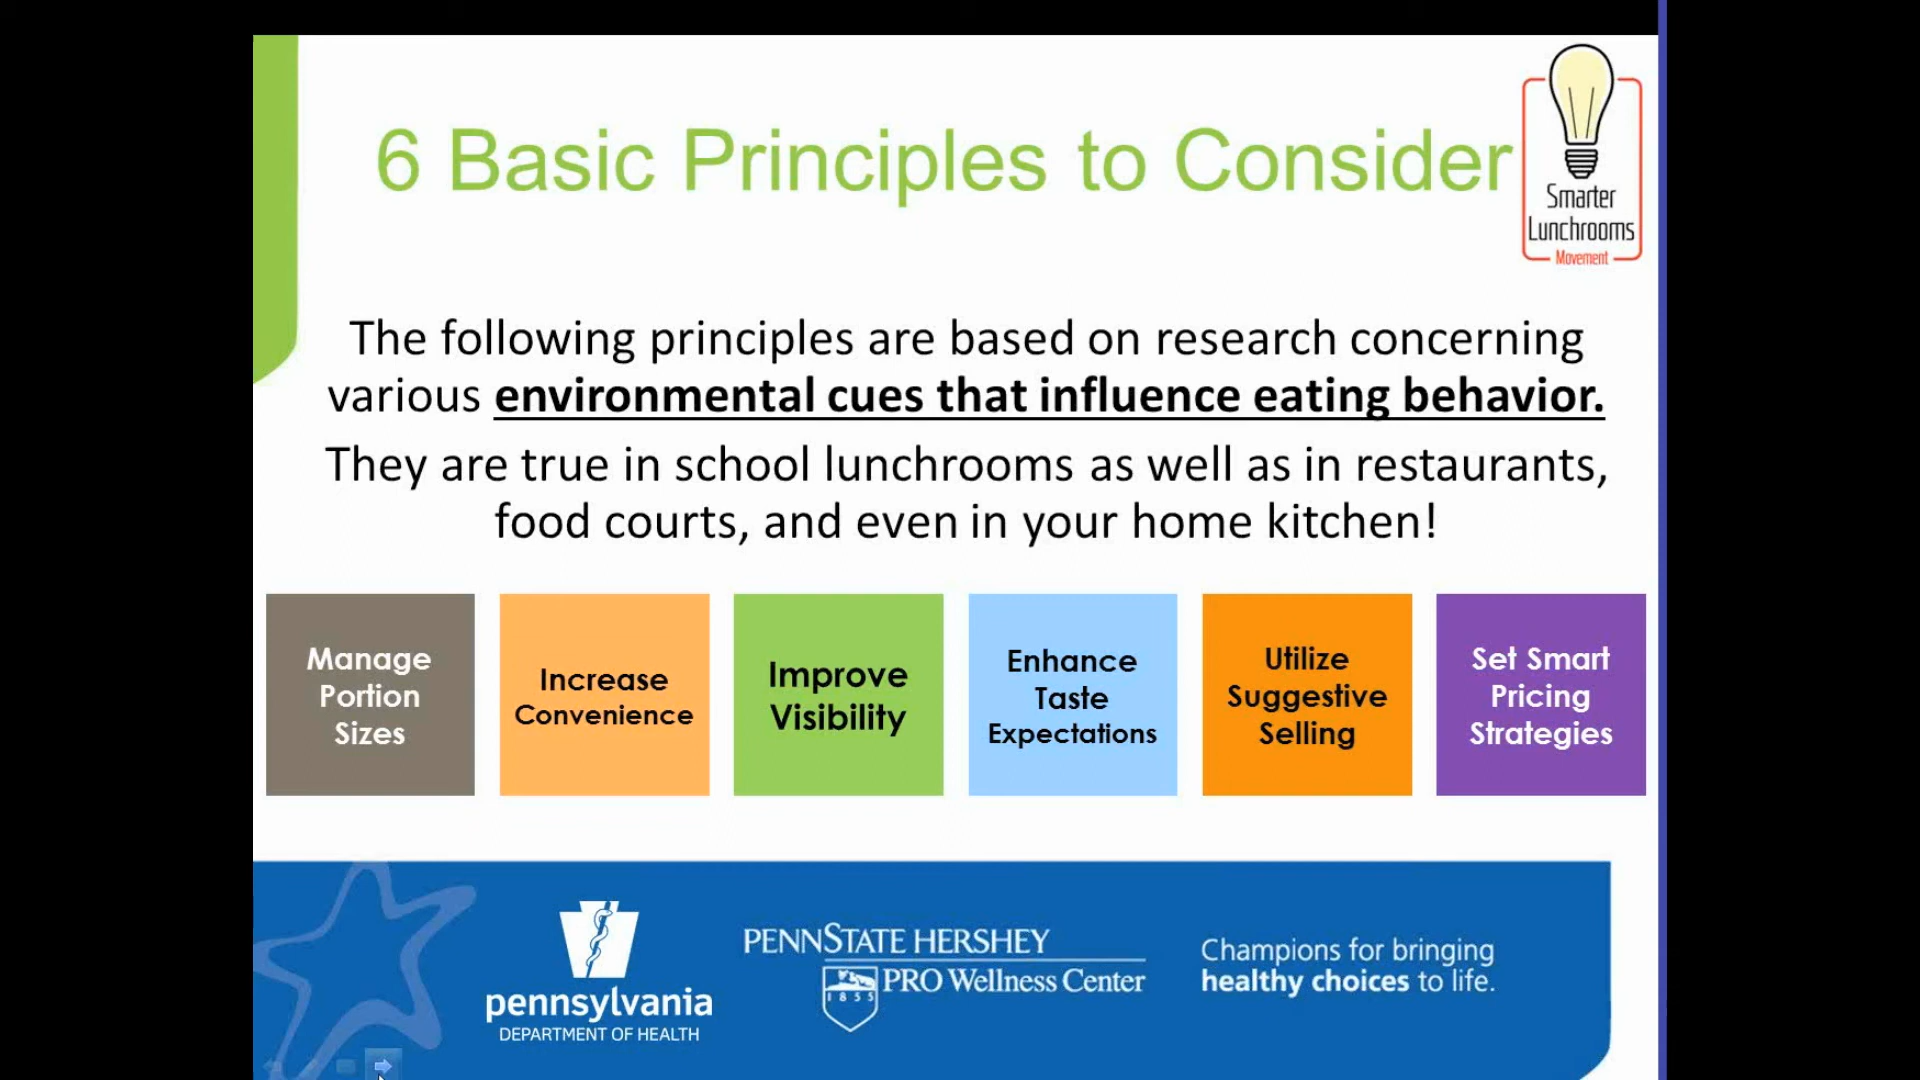 6 Basic Principles to Consider
Smarter
Lunchrooms
Movement
The following principles are based on research concerning
various environmental cues that influence eating behavior.
They are true in school lunchrooms as well as in restaurants,
food courts, and even in your home kitchen!
Manage
Portion
Sizes
Increase
Convenience
Improve
Visibility
Enhance
Taste
Expectations
Utilize
Suggestive
Selling
Set Smart
Pricing
Strategies
pennsylvania
DEPARTMENT OF HEALTH
PENNSTATE HERSHEY
PRO Wellness Center
1855
Champions for bringing
healthy choices to life.